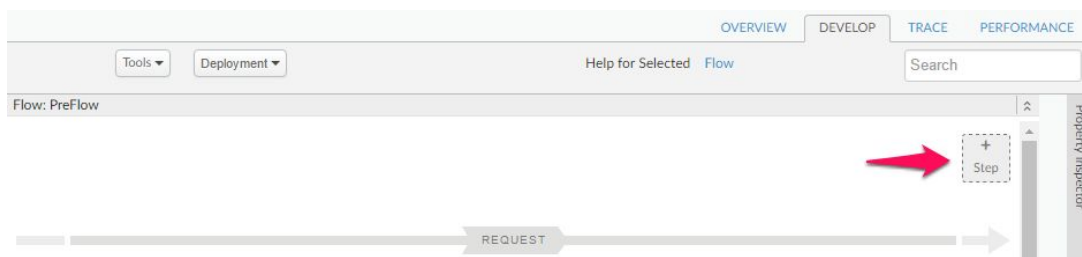 OVERVIEW DEVELOP TRACE PERFORMANCE
Tools Deployment Help for Selected Flow Search
Flow: PreFlow
+
Step
Property Inspector
REQUEST